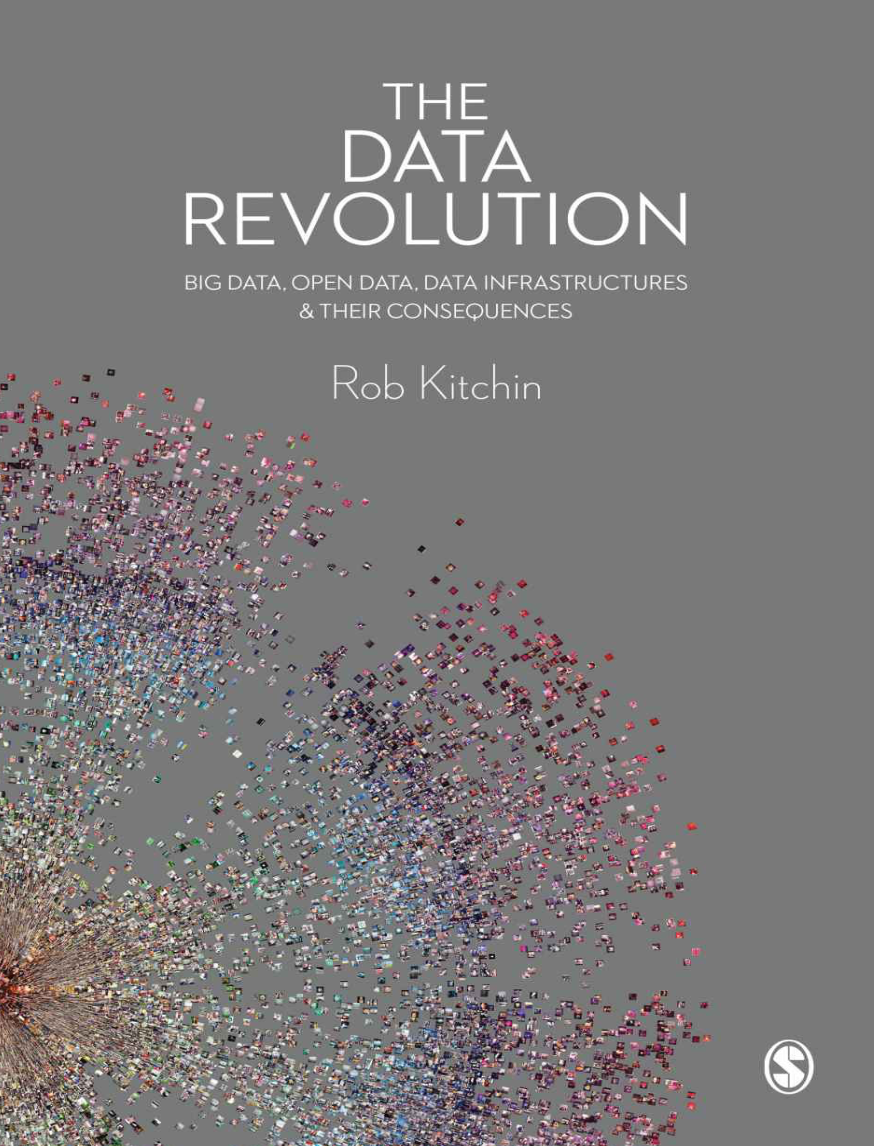 THE
DATA
REVOLUTION
BIG DATA, OPEN DATA, DATA INFRASTRUCTURES
& THEIR CONSEQUENCES
Rob Kitchin